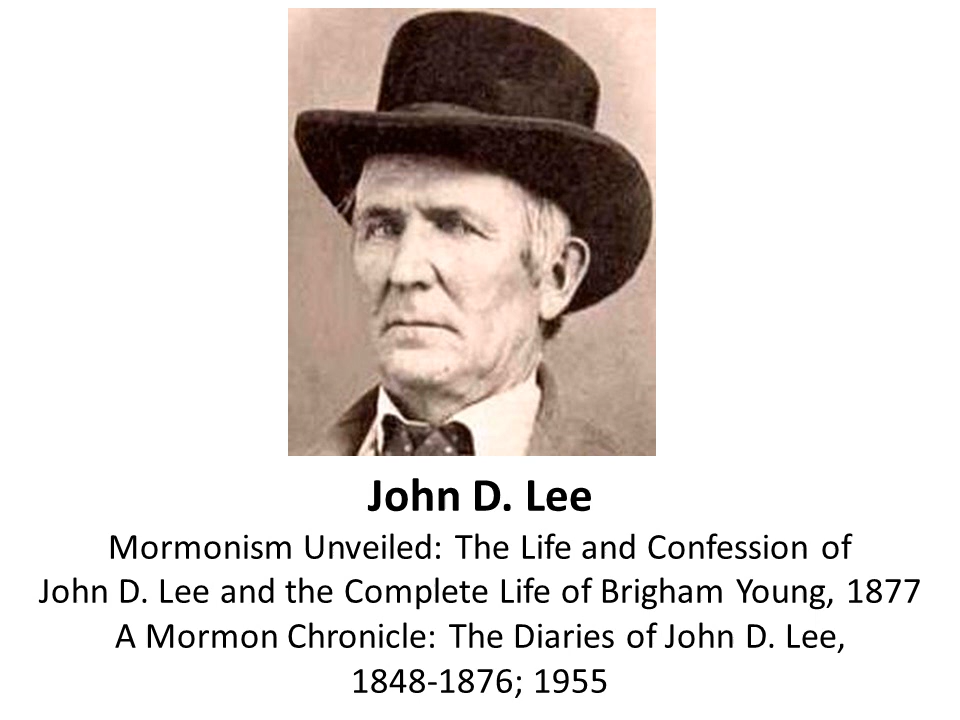 John D. Lee
Mormonism Unveiled: The Life and Confession of
John D. Lee and the Complete Life of Brigham Young, 1877
A Mormon Chronicle: The Diaries of John D. Lee,
1848-1876; 1955